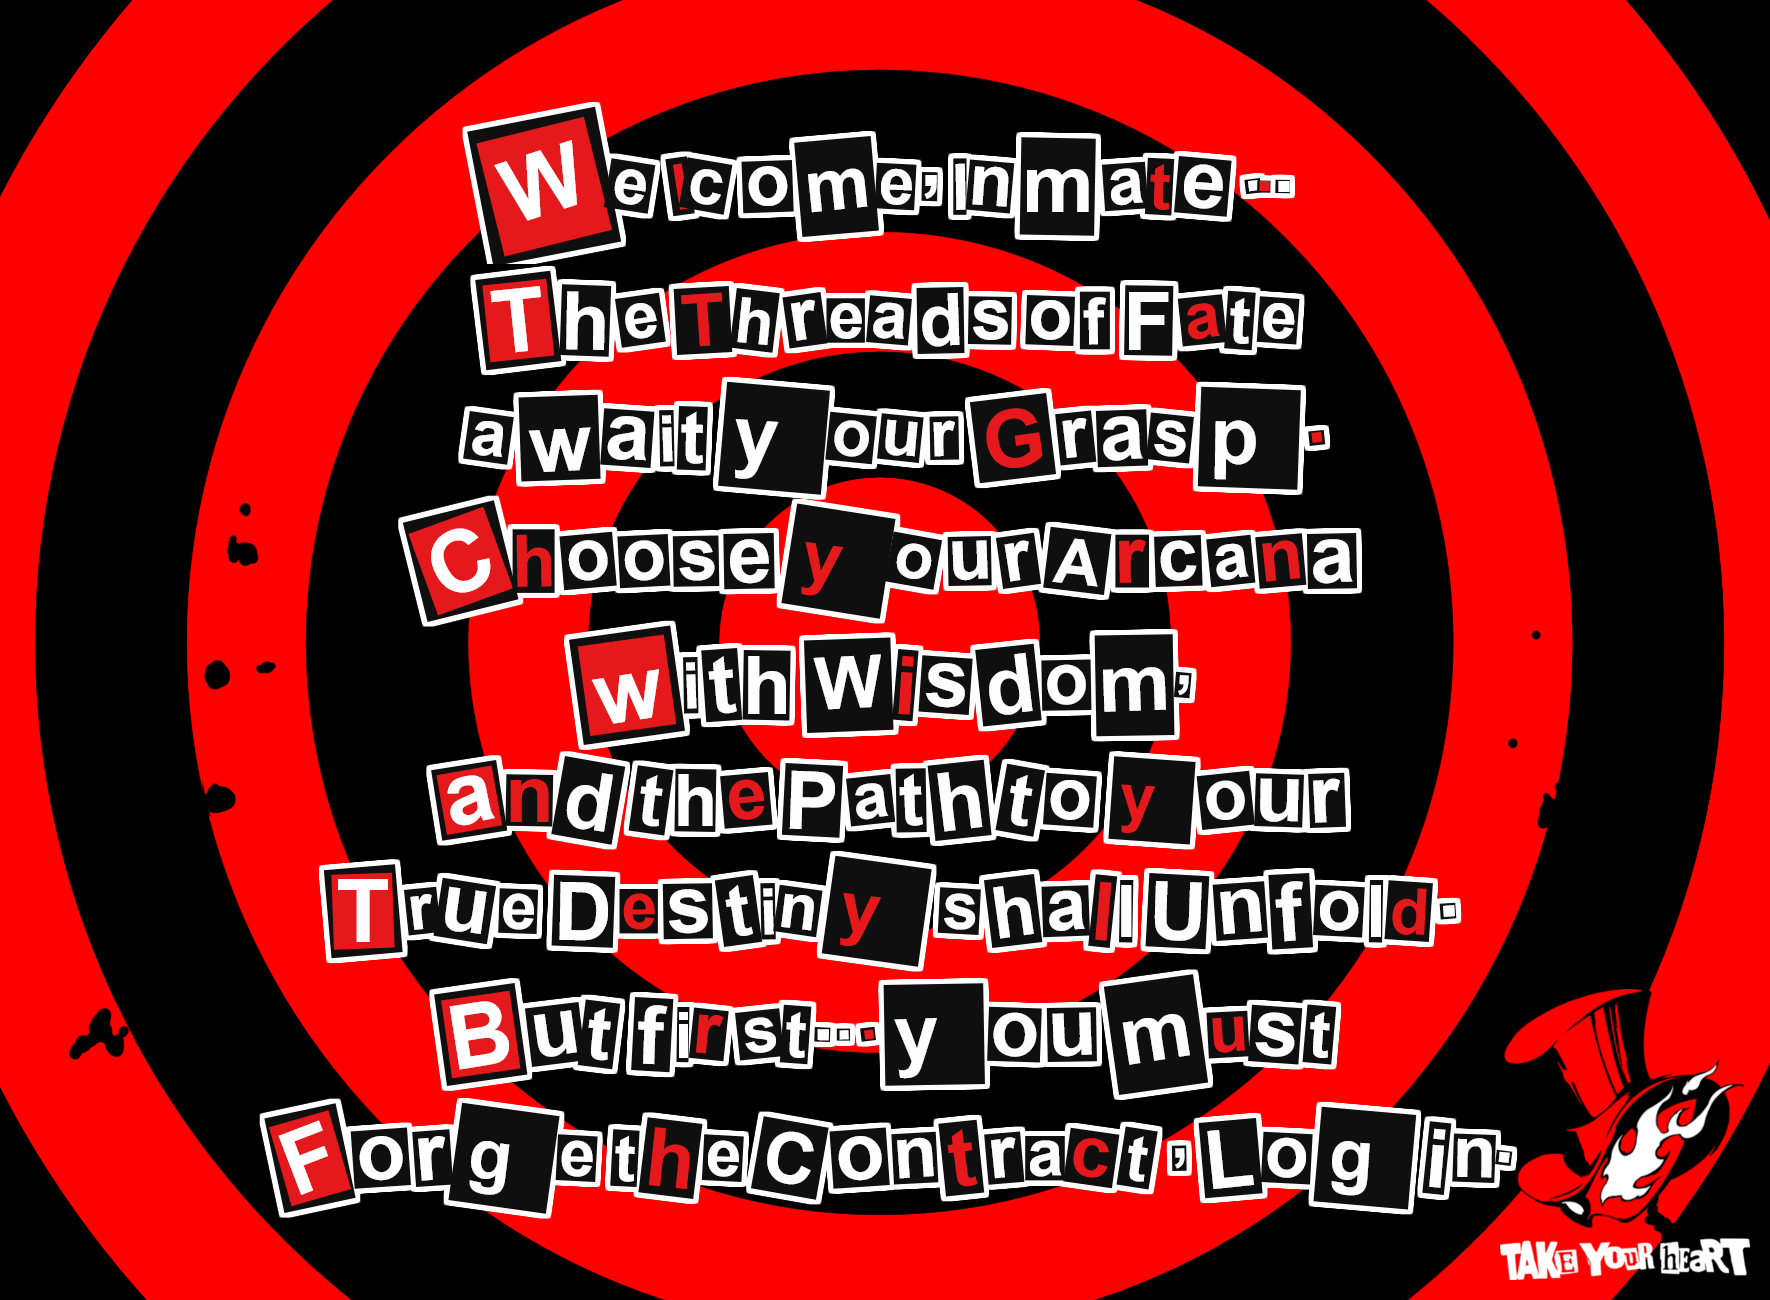 Welcome, Inmate...
The Threads of Fate
await your Grasp.
Choose your Arcana
with Wisdom,
and the Path to your
True Destiny shall Unfold.
But first... you must
Forge the Contract, Log in.
TAKE YOUR HEART